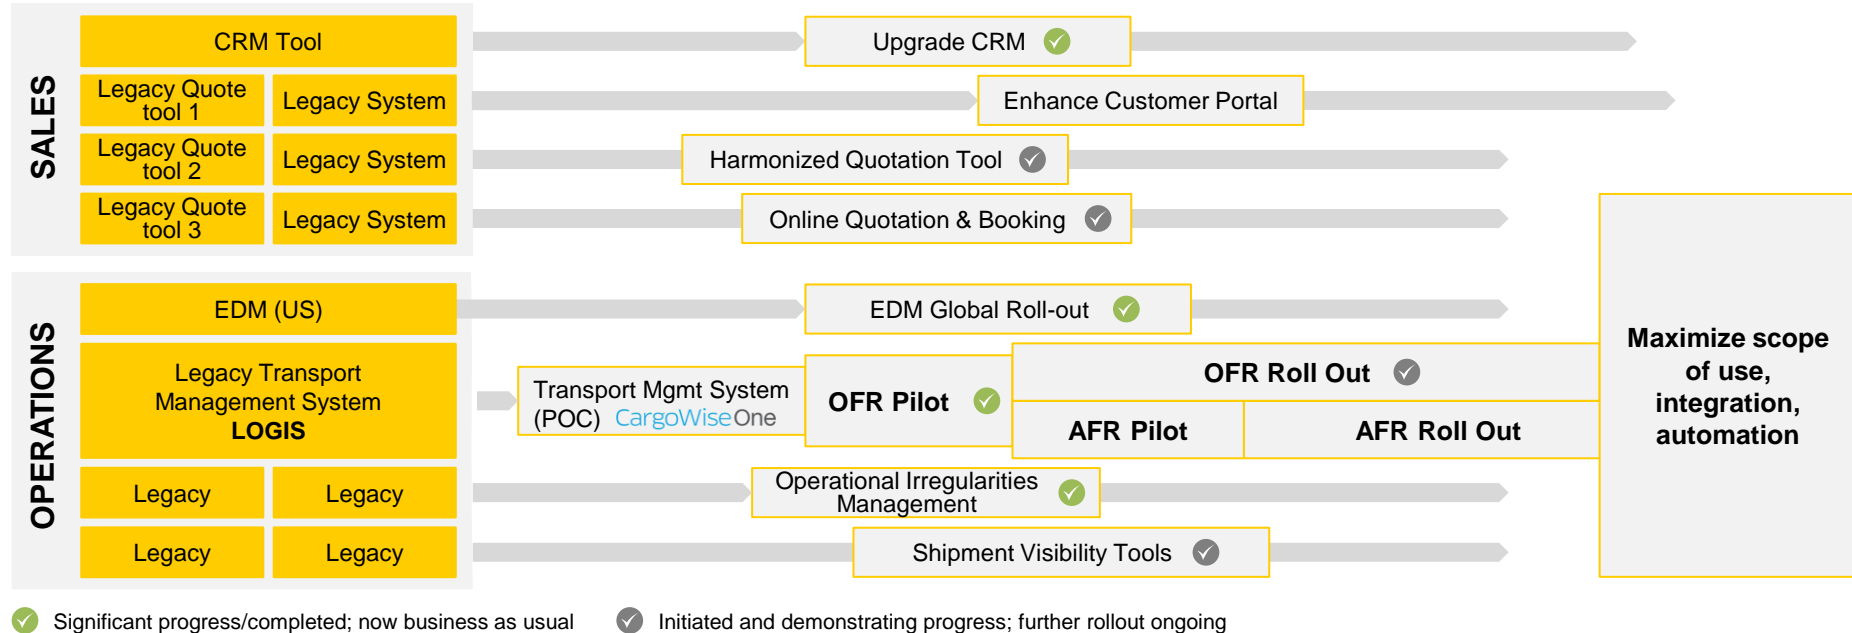 SALES
CRM Tool
Upgrade CRM
Legacy Quote
tool 1
Legacy System
Enhance Customer Portal
Legacy Quote
tool 2
Legacy System
Harmonized Quotation Tool
Legacy Quote
tool 3
Legacy System
Online Quotation & Booking
OPERATIONS
EDM (US)
EDM Global Roll-out
Legacy Transport
Management System
LOGIS
Transport Mgmt System
(POC) CargoWiseOne
OFR Pilot
OFR Roll Out
AFR Pilot
AFR Roll Out
Legacy
Legacy
Operational Irregularities
Management
Legacy
Legacy
Shipment Visibility Tools
Maximize scope
of use,
integration,
automation
Significant progress/completed; now business as usual
Initiated and demonstrating progress; further rollout ongoing